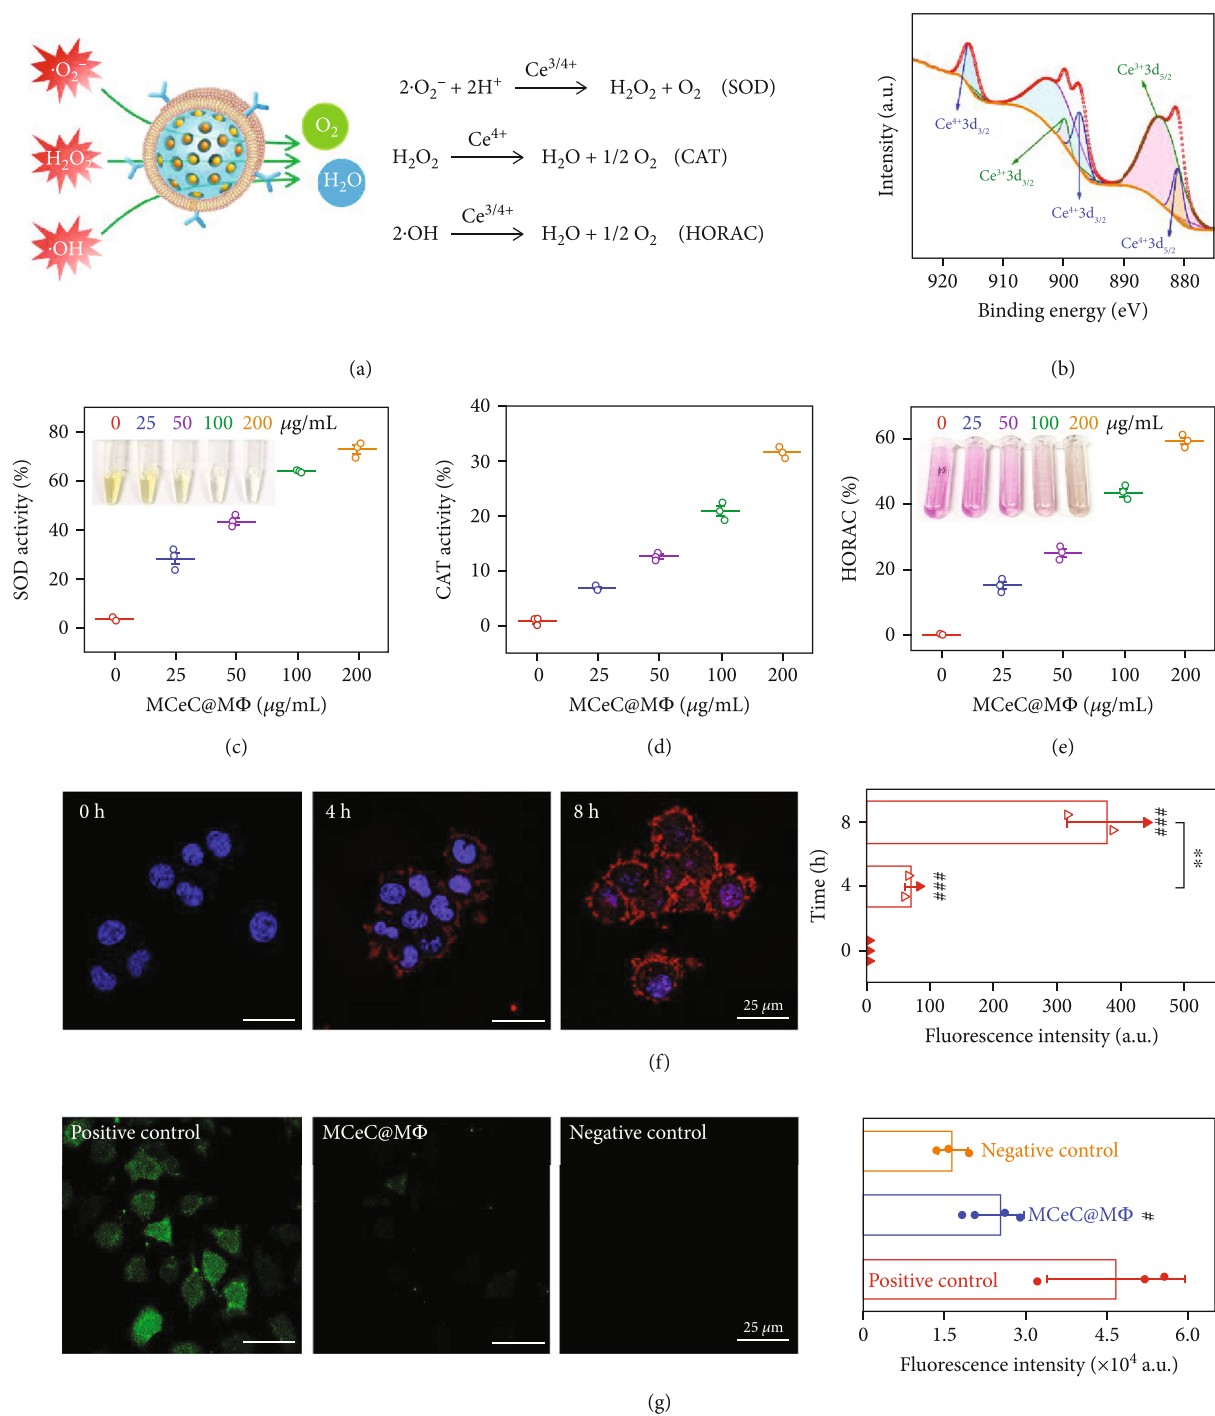 ·O₂⁻
H₂O₂
·OH
O₂
H₂O
2·O₂⁻ + 2H⁺ Ce³/⁴⁺ H₂O₂ + O₂ (SOD)
H₂O₂ Ce⁴⁺ H₂O + 1/2 O₂ (CAT)
2·OH Ce³/⁴⁺ H₂O + 1/2 O₂ (HORAC)
(a)
Intensity (a.u.)
Ce⁴⁺3d₃/₂
Ce³⁺3d₃/₂
Ce⁴⁺3d₃/₂
Ce³⁺3d₅/₂
Ce⁴⁺3d₅/₂
920 910 900 890 880
Binding energy (eV)
(b)
SOD activity (%)
80
60
40
20
0
0 25 50 100 200 μg/mL
0 25 50 100 200
MCeC@MΦ (μg/mL)
(c)
CAT activity (%)
40
30
20
10
0
0 25 50 100 200
MCeC@MΦ (μg/mL)
(d)
HORAC (%)
60
40
20
0
0 25 50 100 200 μg/mL
0 25 50 100 200
MCeC@MΦ (μg/mL)
(e)
0 h
4 h
8 h
25 μm
Time (h)
8
4
0
###
###
**
0 100 200 300 400 500
Fluorescence intensity (a.u.)
(f)
Positive control
MCeC@MΦ
Negative control
25 μm
Negative control
MCeC@MΦ #
Positive control
0 1.5 3.0 4.5 6.0
Fluorescence intensity (×10⁴ a.u.)
(g)